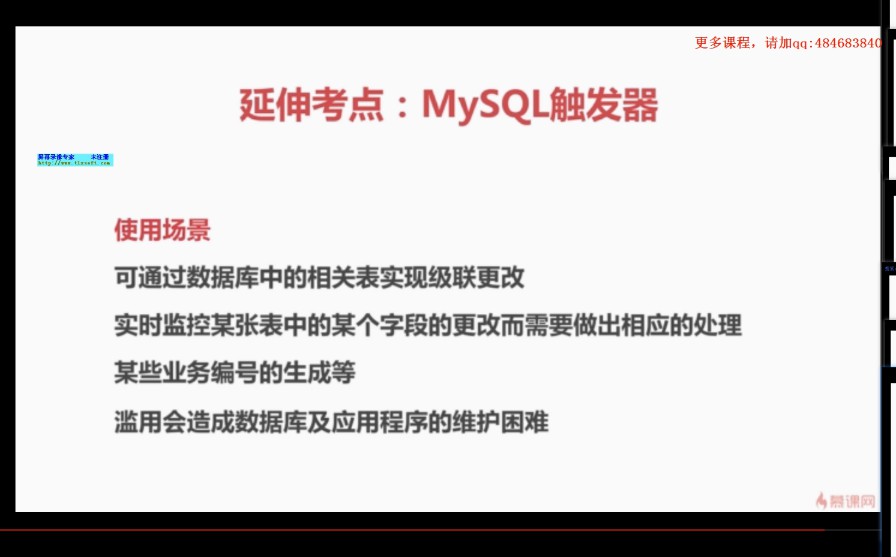 更多课程，请加qq:484683840
延伸考点：MySQL触发器
屏幕录像专家 未注册
使用场景
可通过数据库中的相关表实现级联更改
实时监控某张表中的某个字段的更改而需要做出相应的处理
某些业务编号的生成等
滥用会造成数据库及应用程序的维护困难
慕课网